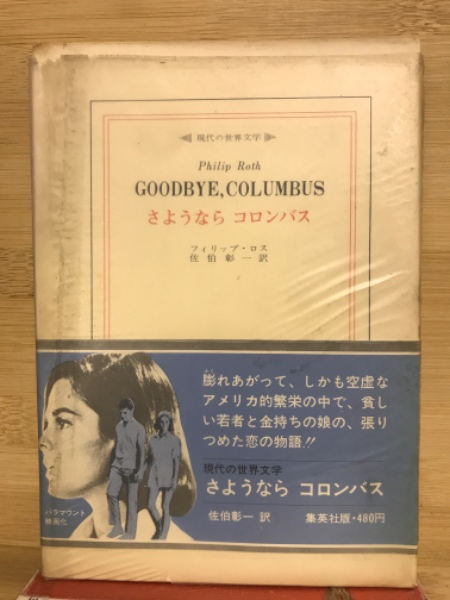 現代の世界文学
Philip Roth
GOODBYE, COLUMBUS
さようなら コロンバス
フィリップ・ロス
佐伯彰一訳
膨れあがって、しかも空虚な
アメリカ的繁栄の中で、貧し
い若者と金持ちの娘の、張り
つめた恋の物語!!
現代の世界文学
さようなら コロンバス
パラマウント
映画化
佐伯彰一 訳 集英社版・480円